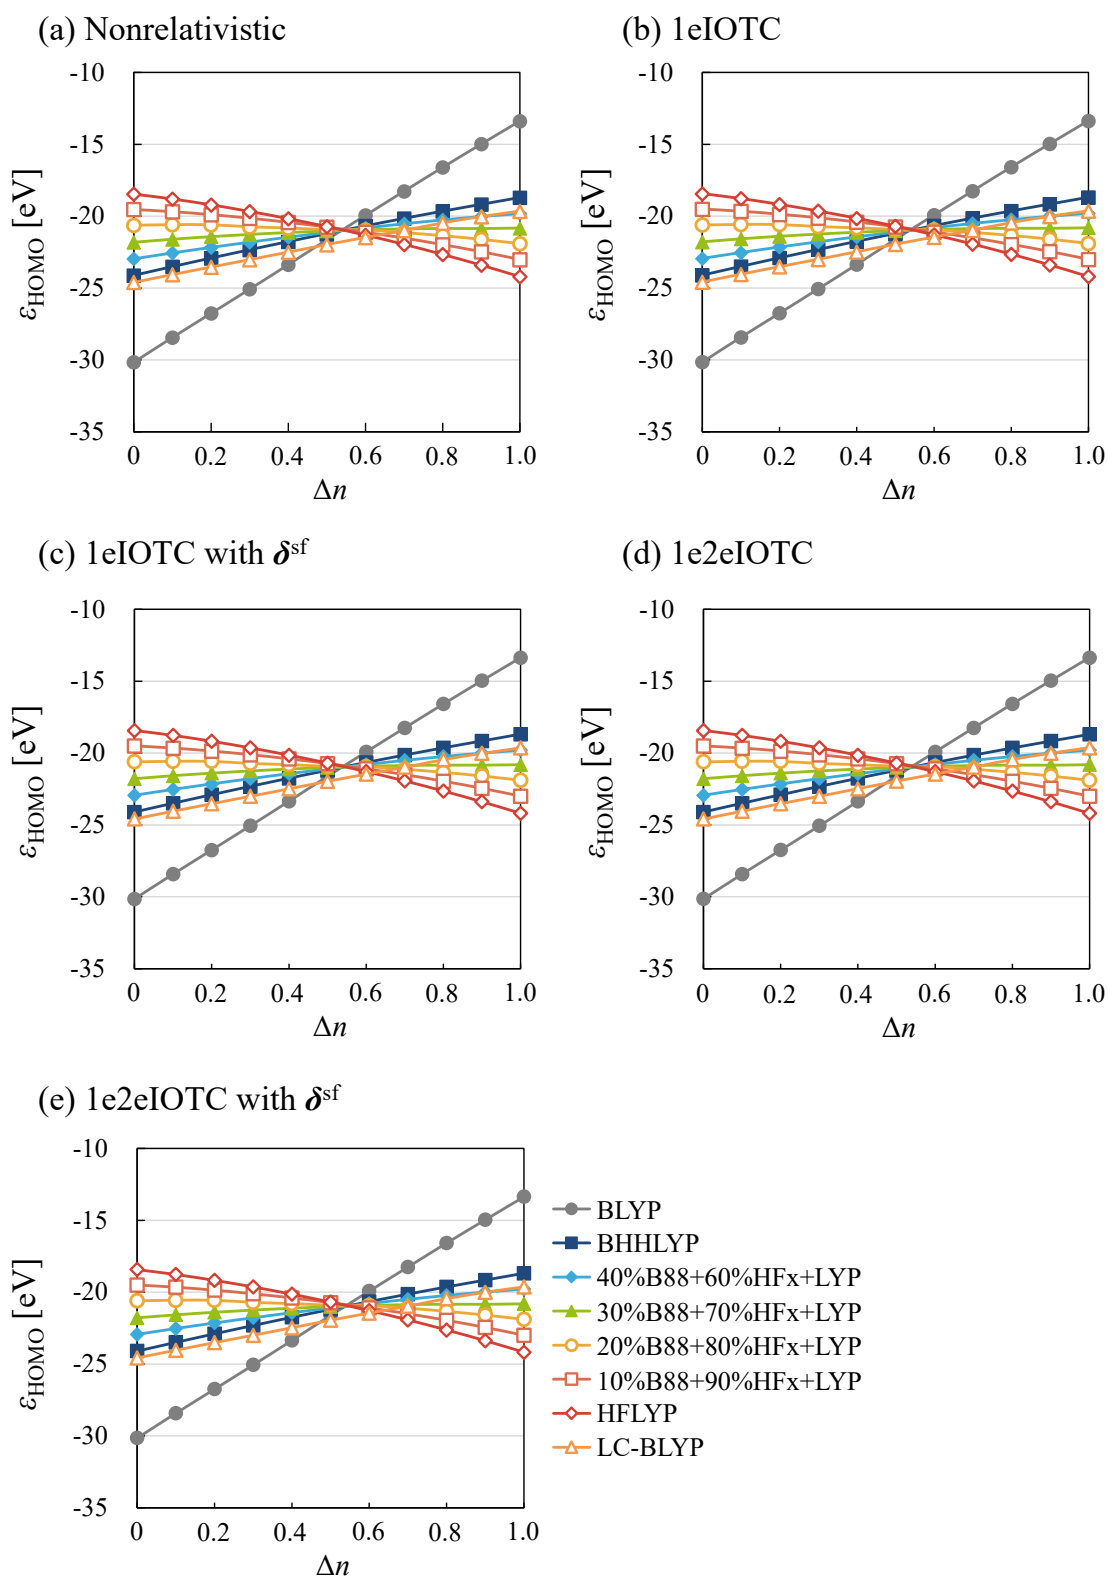 (a) Nonrelativistic
-10
-15
-20
-25
-30
-35
εHOMO [eV]
0 0.2 0.4 0.6 0.8 1.0
Δn
(b) 1eIOTC
-10
-15
-20
-25
-30
-35
εHOMO [eV]
0 0.2 0.4 0.6 0.8 1.0
Δn
(c) 1eIOTC with δsf
-10
-15
-20
-25
-30
-35
εHOMO [eV]
0 0.2 0.4 0.6 0.8 1.0
Δn
(d) 1e2eIOTC
-10
-15
-20
-25
-30
-35
εHOMO [eV]
0 0.2 0.4 0.6 0.8 1.0
Δn
(e) 1e2eIOTC with δsf
-10
-15
-20
-25
-30
-35
εHOMO [eV]
0 0.2 0.4 0.6 0.8 1.0
Δn
BLYP
BHHLYP
40%B88+60%HFx+LYP
30%B88+70%HFx+LYP
20%B88+80%HFx+LYP
10%B88+90%HFx+LYP
HFLYP
LC-BLYP